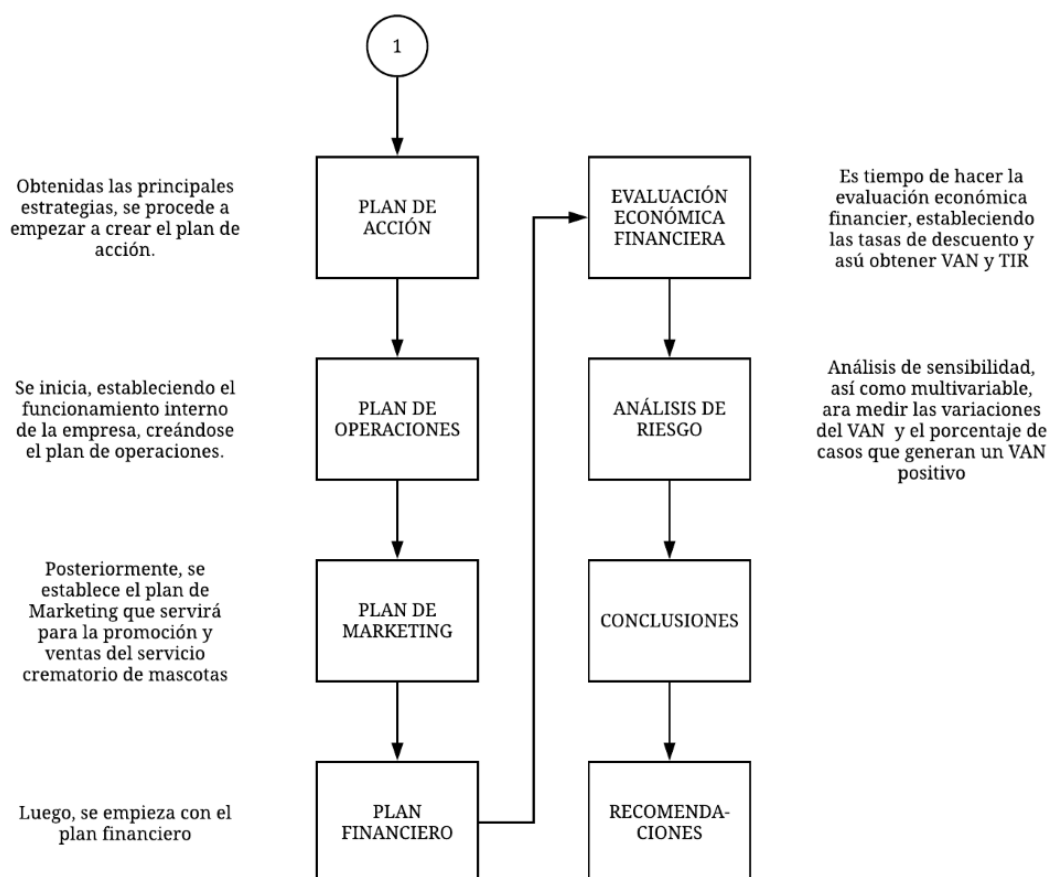 1
Obtenidas las principales
estrategias, se procede a
empezar a crear el plan de
acción.
PLAN DE
ACCIÓN
Se inicia, estableciendo el
funcionamiento interno
de la empresa, creándose
el plan de operaciones.
PLAN DE
OPERACIONES
Posteriormente, se
establece el plan de
Marketing que servirá
para la promoción y
ventas del servicio
crematorio de mascotas
PLAN DE
MARKETING
Luego, se empieza con el
plan financiero
PLAN
FINANCIERO
EVALUACIÓN
ECONÓMICA
FINANCIERA
Es tiempo de hacer la
evaluación económica
financier, estableciendo
las tasas de descuento y
asú obtener VAN y TIR
ANÁLISIS DE
RIESGO
Análisis de sensibilidad,
así como multivariable,
ara medir las variaciones
del VAN  y el porcentaje de
casos que generan un VAN
positivo
CONCLUSIONES
RECOMENDA-
CIONES